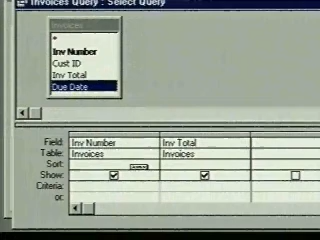 Invoices Query : Select Query
Invoices
*
Inv Number
Cust ID
Inv Total
Due Date
Field: Inv Number Inv Total
Table: Invoices Invoices
Sort:
Show:
Criteria:
or: